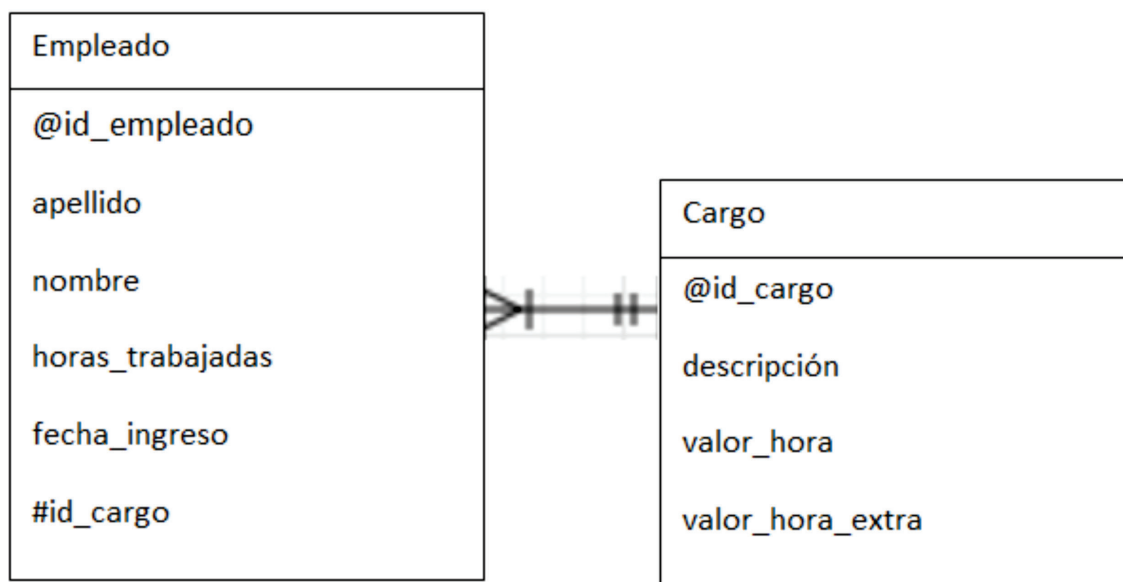 Empleado
@id_empleado
apellido
nombre
horas_trabajadas
fecha_ingreso
#id_cargo
Cargo
@id_cargo
descripción
valor_hora
valor_hora_extra